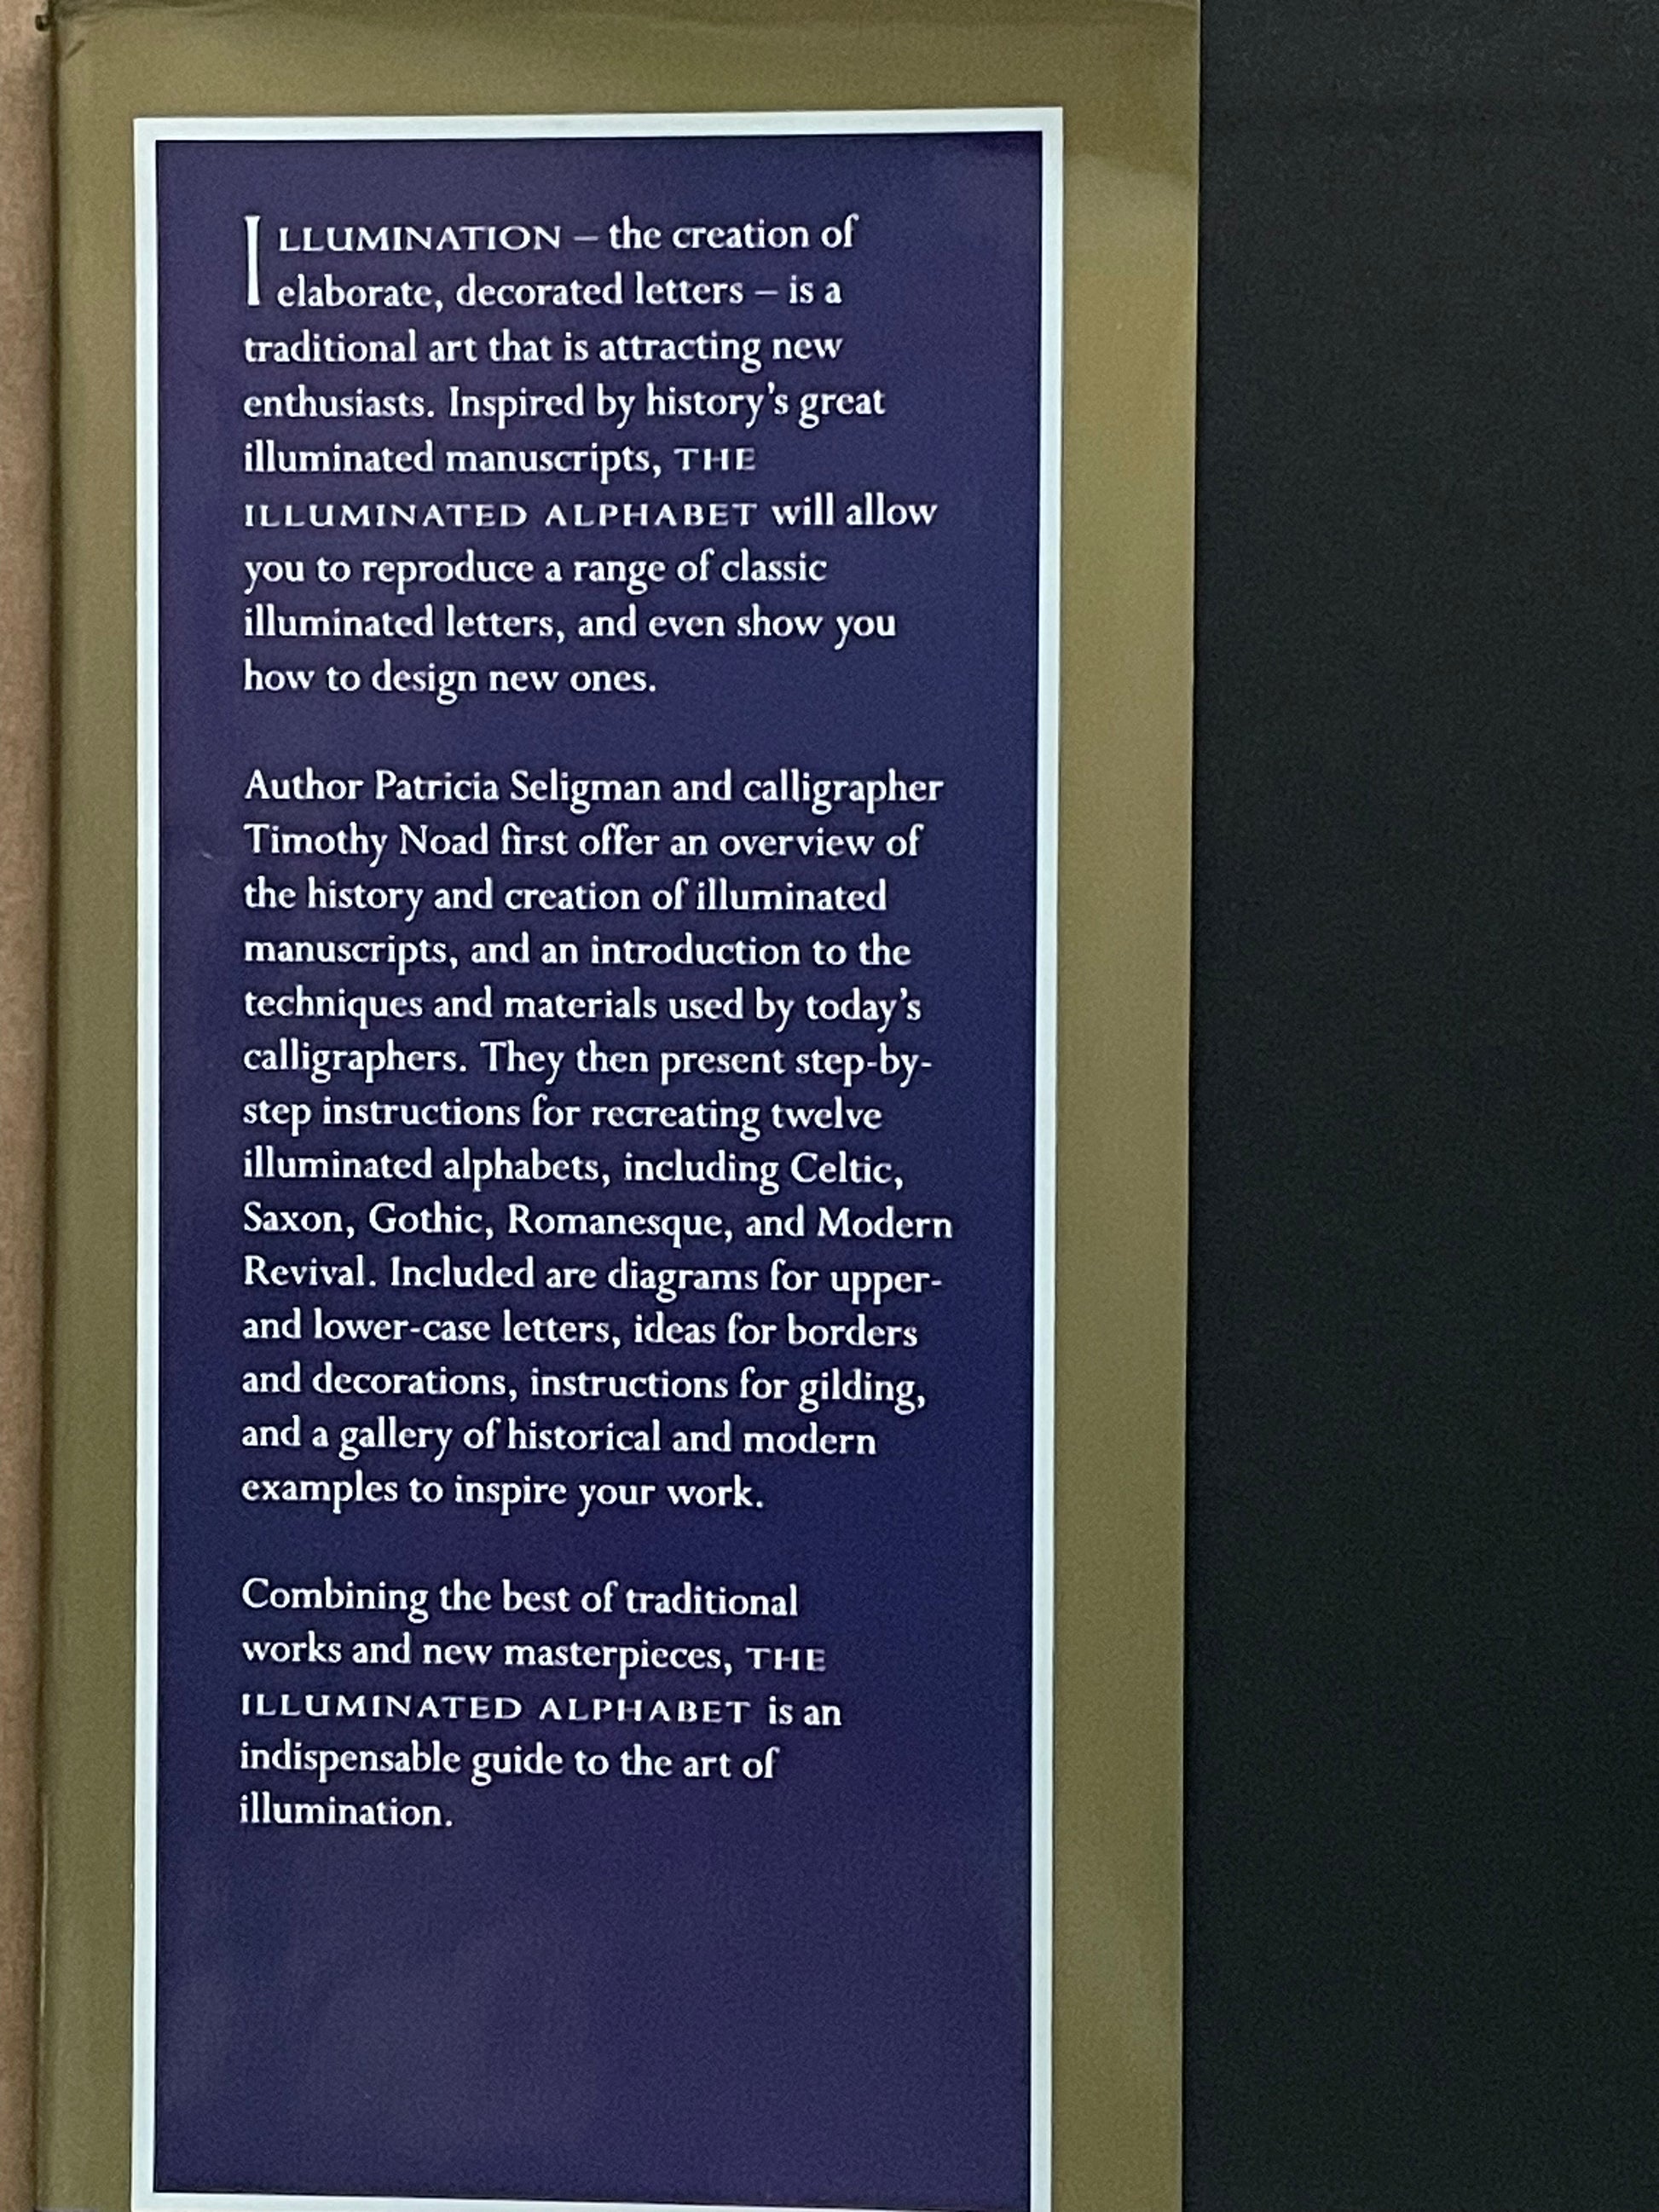 ILLUMINATION – the creation of
elaborate, decorated letters – is a
traditional art that is attracting new
enthusiasts. Inspired by history's great
illuminated manuscripts, THE
ILLUMINATED ALPHABET will allow
you to reproduce a range of classic
illuminated letters, and even show you
how to design new ones.
Author Patricia Seligman and calligrapher
Timothy Noad first offer an overview of
the history and creation of illuminated
manuscripts, and an introduction to the
techniques and materials used by today's
calligraphers. They then present step-by-
step instructions for recreating twelve
illuminated alphabets, including Celtic,
Saxon, Gothic, Romanesque, and Modern
Revival. Included are diagrams for upper-
and lower-case letters, ideas for borders
and decorations, instructions for gilding,
and a gallery of historical and modern
examples to inspire your work.
Combining the best of traditional
works and new masterpieces, THE
ILLUMINATED ALPHABET is an
indispensable guide to the art of
illumination.